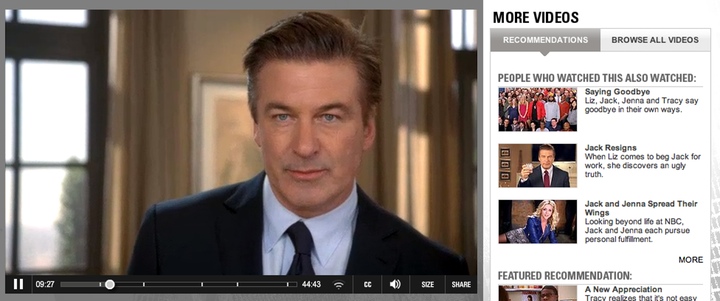 MORE VIDEOS
RECOMMENDATIONS
BROWSE ALL VIDEOS
PEOPLE WHO WATCHED THIS ALSO WATCHED:
Saying Goodbye
Liz, Jack, Jenna and Tracy say
goodbye in their own ways.
Jack Resigns
When Liz comes to beg Jack for
work, she discovers an ugly
truth.
Jack and Jenna Spread Their
Wings
Looking beyond life at NBC,
Jack and Jenna each pursue
personal fulfillment.
MORE
FEATURED RECOMMENDATION:
A New Appreciation
Tracy realizes that it's not easy
09:27
44:43
CC
SIZE
SHARE